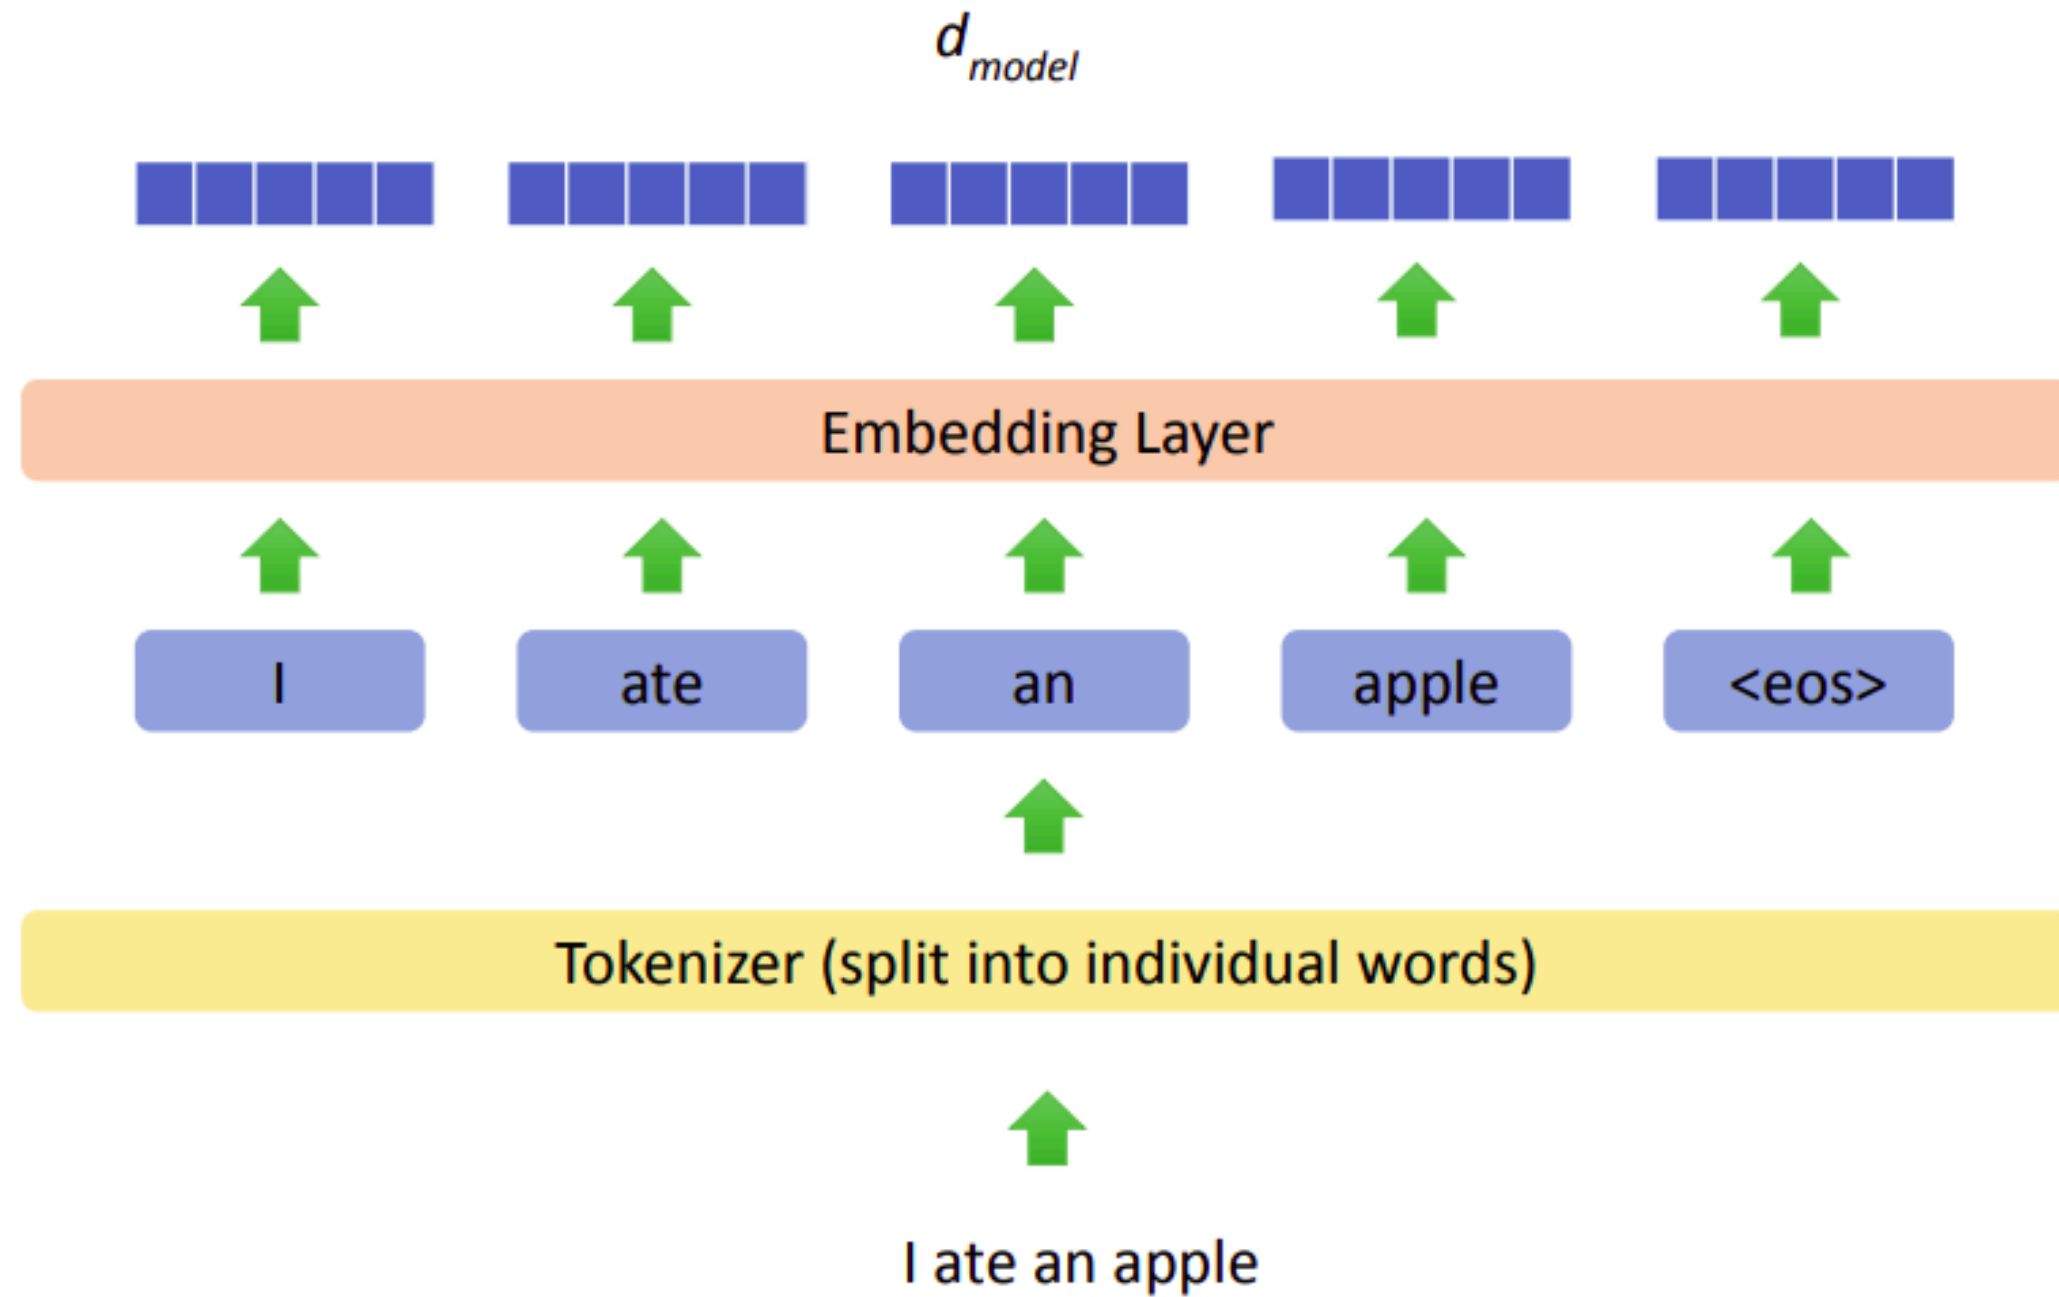 d_model
Embedding Layer
I ate an apple <eos>
Tokenizer (split into individual words)
I ate an apple